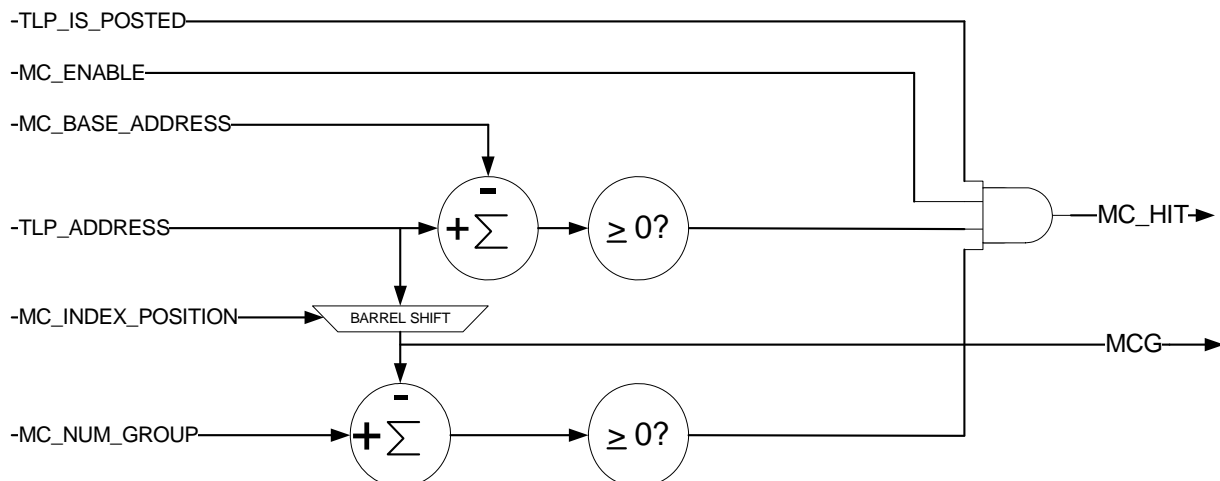 -TLP_IS_POSTED
-MC_ENABLE
-MC_BASE_ADDRESS
-
-TLP_ADDRESS
+ Σ
≥ 0?
MC_HIT
-MC_INDEX_POSITION
BARREL SHIFT
MCG
-
-MC_NUM_GROUP
+ Σ
≥ 0?